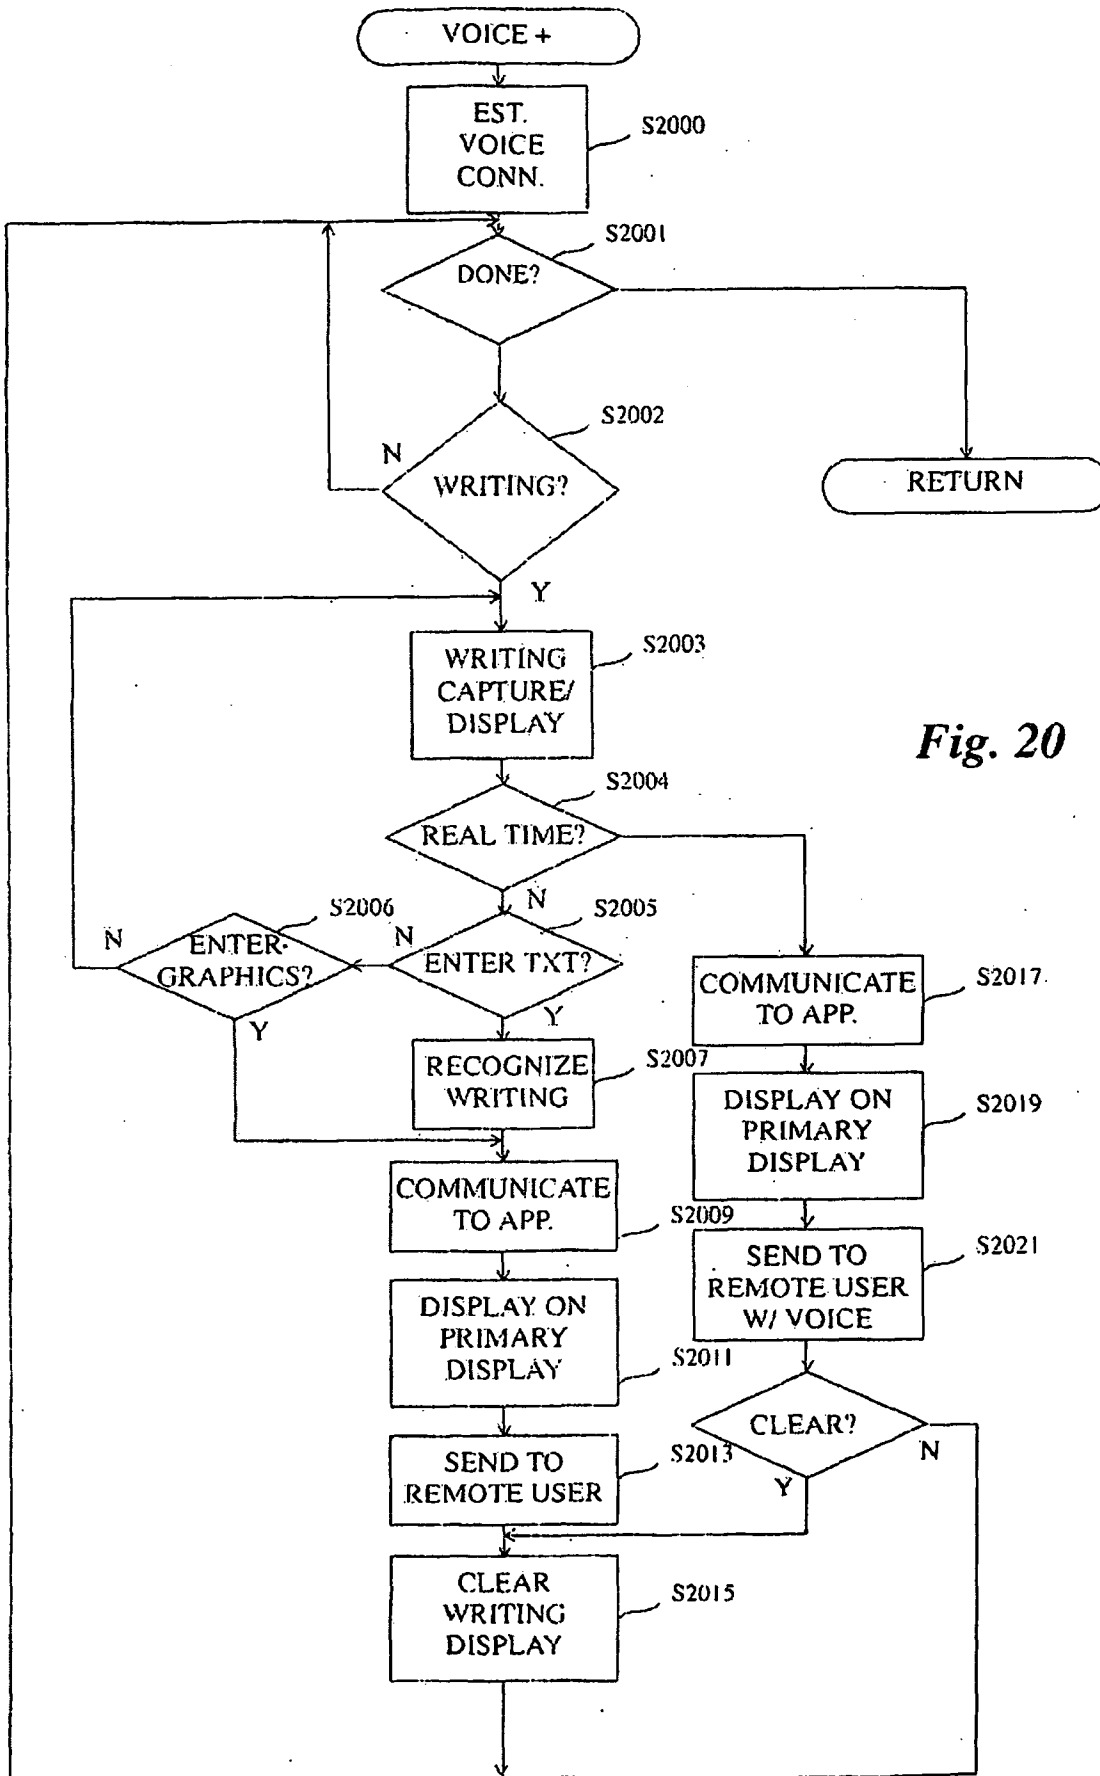 VOICE +
EST.
VOICE
CONN.
S2000
S2001
DONE?
S2002
N
WRITING?
RETURN
Y
S2003
WRITING
CAPTURE/
DISPLAY
Fig. 20
S2004
REAL TIME?
N
S2006
S2005
N
ENTER-
GRAPHICS?
N
ENTER TXT?
Y
Y
S2007
RECOGNIZE
WRITING
COMMUNICATE
TO APP.
S2017
DISPLAY ON
PRIMARY
DISPLAY
S2019
COMMUNICATE
TO APP.
S2009
SEND TO
REMOTE USER
W/ VOICE
S2021
DISPLAY ON
PRIMARY
DISPLAY
S2011
CLEAR?
N
Y
SEND TO
REMOTE USER
S2013
CLEAR
WRITING
DISPLAY
S2015